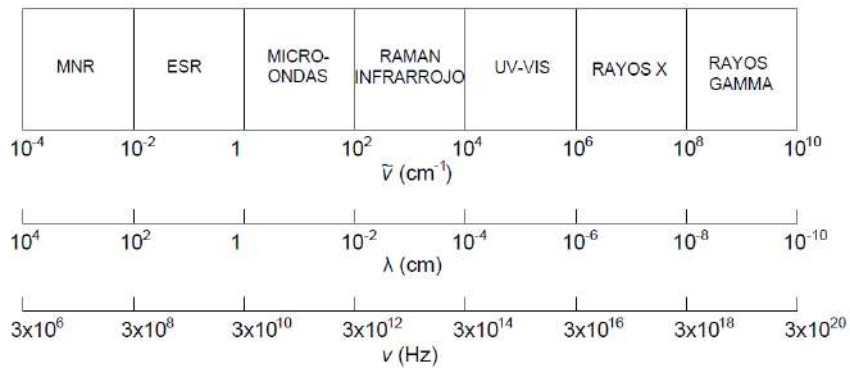 MNR ESR MICRO-ONDAS RAMAN INFRARROJO UV-VIS RAYOS X RAYOS GAMMA
10⁻⁴ 10⁻² 1 10² 10⁴ 10⁶ 10⁸ 10¹⁰
ṽ (cm⁻¹)
10⁴ 10² 1 10⁻² 10⁻⁴ 10⁻⁶ 10⁻⁸ 10⁻¹⁰
λ (cm)
3x10⁶ 3x10⁸ 3x10¹⁰ 3x10¹² 3x10¹⁴ 3x10¹⁶ 3x10¹⁸ 3x10²⁰
ν (Hz)